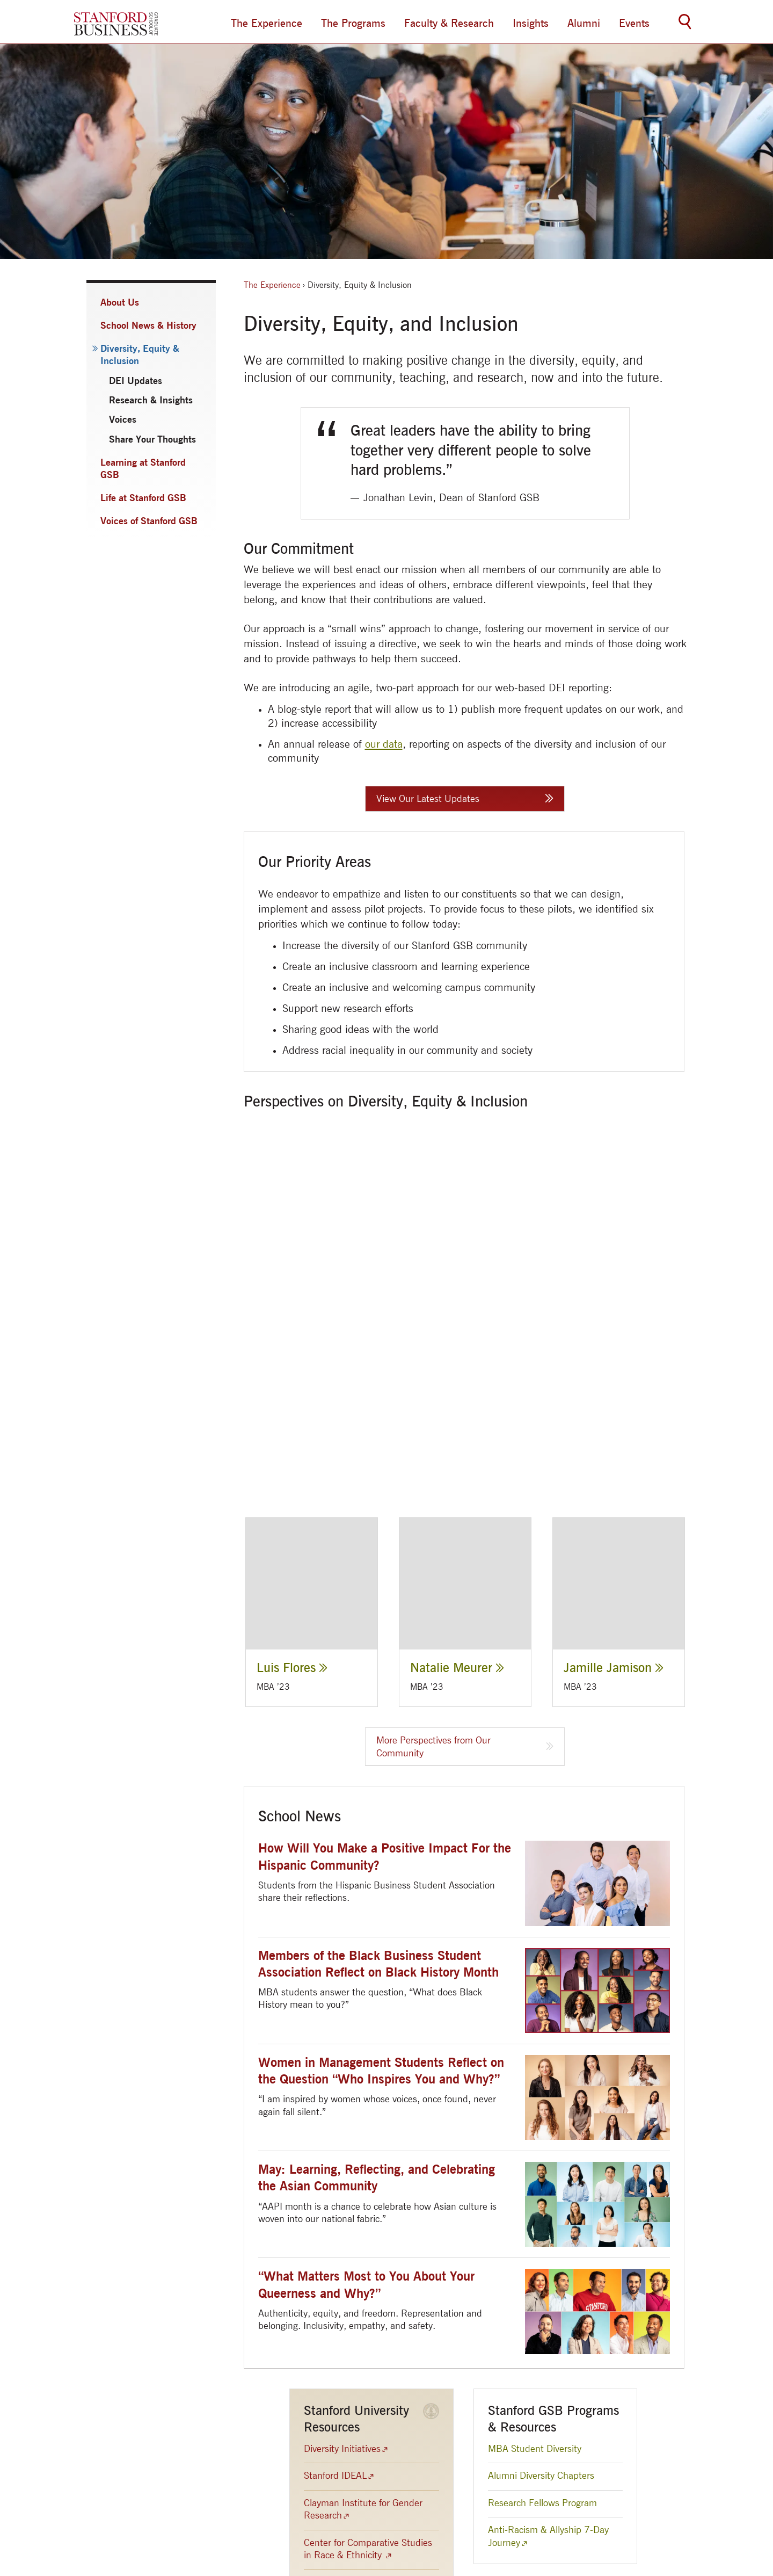 STANFORD
BUSINESS
GRADUATE
SCHOOL OF
The Experience
The Programs
Faculty & Research
Insights
Alumni
Events
About Us
School News & History
Diversity, Equity &
Inclusion
DEI Updates
Research & Insights
Voices
Share Your Thoughts
Learning at Stanford
GSB
Life at Stanford GSB
Voices of Stanford GSB
The Experience › Diversity, Equity & Inclusion
Diversity, Equity, and Inclusion
We are committed to making positive change in the diversity, equity, and
inclusion of our community, teaching, and research, now and into the future.
“ Great leaders have the ability to bring
together very different people to solve
hard problems.”
— Jonathan Levin, Dean of Stanford GSB
Our Commitment
We believe we will best enact our mission when all members of our community are able to
leverage the experiences and ideas of others, embrace different viewpoints, feel that they
belong, and know that their contributions are valued.
Our approach is a “small wins” approach to change, fostering our movement in service of our
mission. Instead of issuing a directive, we seek to win the hearts and minds of those doing work
and to provide pathways to help them succeed.
We are introducing an agile, two-part approach for our web-based DEI reporting:
• A blog-style report that will allow us to 1) publish more frequent updates on our work, and
2) increase accessibility
• An annual release of our data, reporting on aspects of the diversity and inclusion of our
community
View Our Latest Updates
Our Priority Areas
We endeavor to empathize and listen to our constituents so that we can design,
implement and assess pilot projects. To provide focus to these pilots, we identified six
priorities which we continue to follow today:
• Increase the diversity of our Stanford GSB community
• Create an inclusive classroom and learning experience
• Create an inclusive and welcoming campus community
• Support new research efforts
• Sharing good ideas with the world
• Address racial inequality in our community and society
Perspectives on Diversity, Equity & Inclusion
Luis Flores
MBA ’23
Natalie Meurer
MBA ’23
Jamille Jamison
MBA ’23
More Perspectives from Our
Community
School News
How Will You Make a Positive Impact For the
Hispanic Community?
Students from the Hispanic Business Student Association
share their reflections.
Members of the Black Business Student
Association Reflect on Black History Month
MBA students answer the question, “What does Black
History mean to you?”
Women in Management Students Reflect on
the Question “Who Inspires You and Why?”
“I am inspired by women whose voices, once found, never
again fall silent.”
May: Learning, Reflecting, and Celebrating
the Asian Community
“AAPI month is a chance to celebrate how Asian culture is
woven into our national fabric.”
“What Matters Most to You About Your
Queerness and Why?”
Authenticity, equity, and freedom. Representation and
belonging. Inclusivity, empathy, and safety.
STANFORD
Stanford University
Resources
Diversity Initiatives
Stanford IDEAL
Clayman Institute for Gender
Research
Center for Comparative Studies
in Race & Ethnicity
Stanford GSB Programs
& Resources
MBA Student Diversity
Alumni Diversity Chapters
Research Fellows Program
Anti-Racism & Allyship 7-Day
Journey